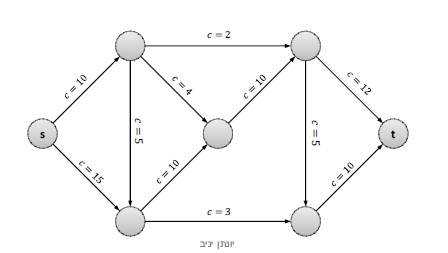 c = 2
c = 10
c = 4
c = 10
c = 12
c = 5
c = 5
s
t
c = 15
c = 10
c = 10
c = 3
יונתן יניב